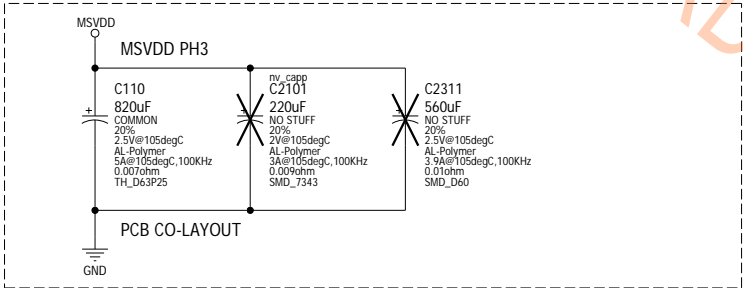 MSVDD
MSVDD PH3
C110
820uF
COMMON
20%
2.5V@105degC
AL-Polymer
5A@105degC,100KHz
0.007ohm
TH_D63P25
nv_capp
C2101
220uF
NO STUFF
20%
2V@105degC
AL-Polymer
3A@105degC,100KHz
0.009ohm
SMD_7343
C2311
560uF
NO STUFF
20%
2.5V@105degC
AL-Polymer
3.9A@105degC,100KHz
0.01ohm
SMD_D60
PCB CO-LAYOUT
GND